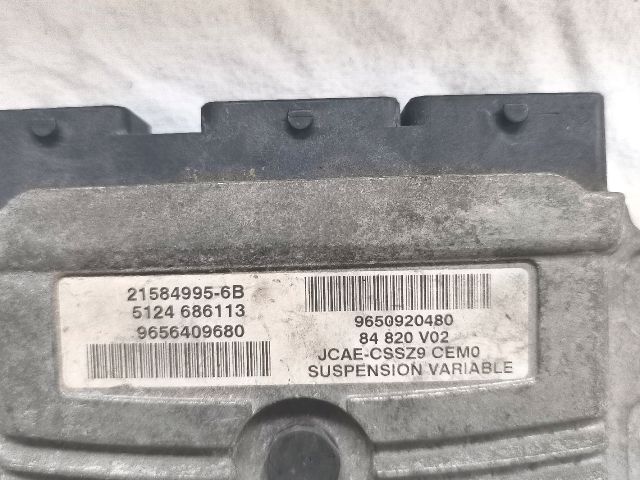 21584995-6B
5124 686113
9656409680
9650920480
84 820 V02
JCAE-CSSZ9 CEM0
SUSPENSION VARIABLE